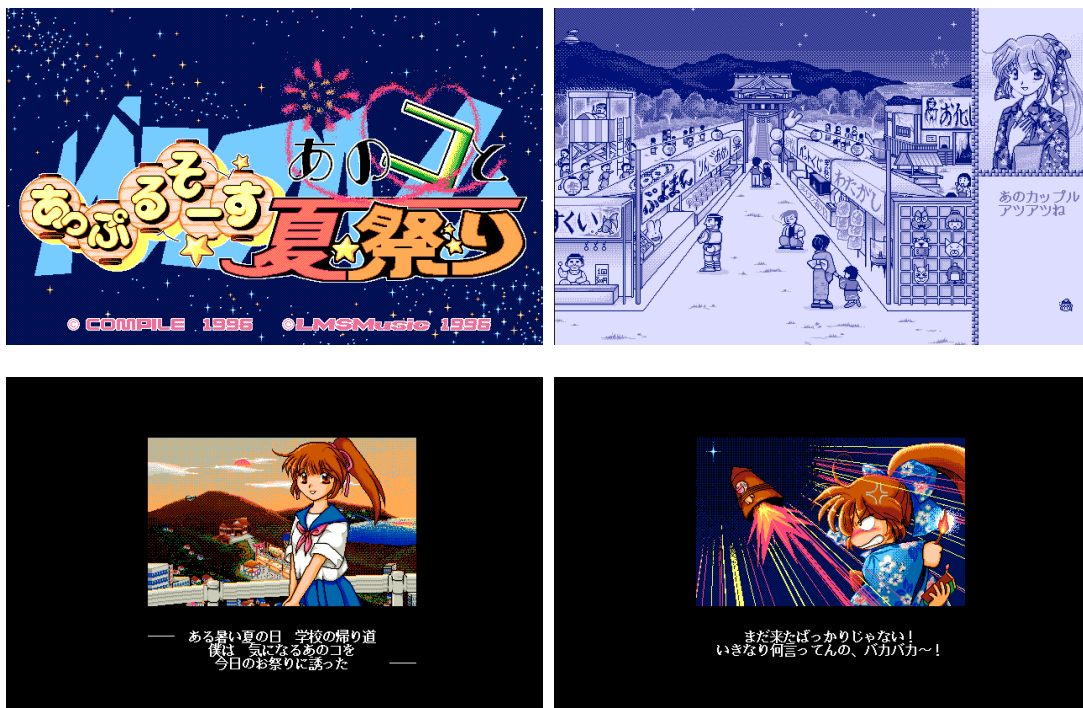 あのコと
あっぷるそーす
夏祭り
© COMPILE 1996 ©LMSMusic 1996
わたがし
すくい
あのカップル
アツアツね
── ある暑い夏の日 学校の帰り道
僕は 気になるあのコを
今日のお祭りに誘った ──
まだ来たばっかりじゃない！
いきなり何言ってんの、バカバカ～！